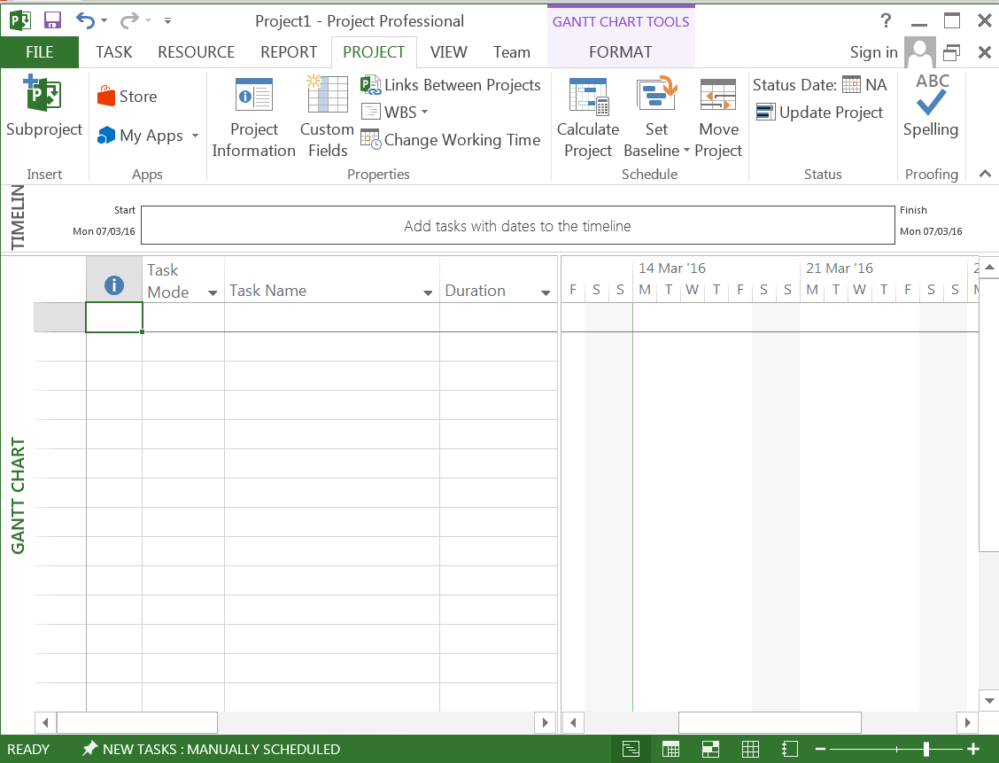 Project1 - Project Professional
GANTT CHART TOOLS
?
FILE
TASK
RESOURCE
REPORT
PROJECT
VIEW
Team
FORMAT
Sign in
Subproject
Insert
Store
My Apps
Apps
Project
Information
Custom
Fields
Links Between Projects
WBS
Change Working Time
Properties
Calculate
Project
Set
Baseline
Move
Project
Schedule
Status Date: NA
Update Project
Status
ABC
Spelling
Proofing
TIMELIN
Start
Mon 07/03/16
Add tasks with dates to the timeline
Finish
Mon 07/03/16
GANTT CHART
Task
Mode
Task Name
Duration
14 Mar '16
21 Mar '16
2
F S S M T W T F S S M T W T F S S M
READY
NEW TASKS : MANUALLY SCHEDULED